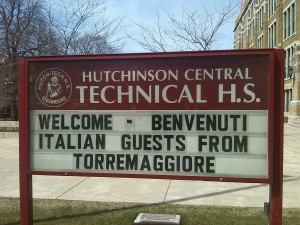 HUTCHINSON CENTRAL
TECHNICAL H.S.
WELCOME - BENVENUTI
ITALIAN GUESTS FROM
TORREMAGGIORE